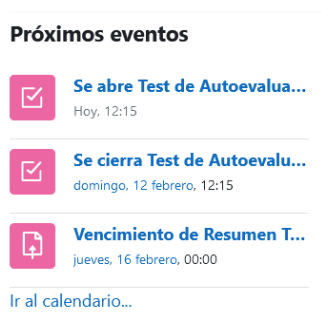 Próximos eventos
Se abre Test de Autoevalua...
Hoy, 12:15
Se cierra Test de Autoevalu...
domingo, 12 febrero, 12:15
Vencimiento de Resumen T...
jueves, 16 febrero, 00:00
Ir al calendario...